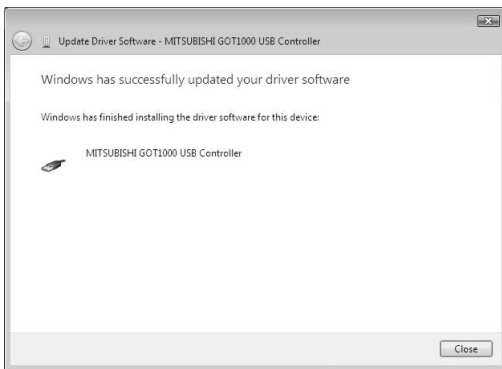 Update Driver Software - MITSUBISHI GOT1000 USB Controller
Windows has successfully updated your driver software
Windows has finished installing the driver software for this device:
MITSUBISHI GOT1000 USB Controller
Close